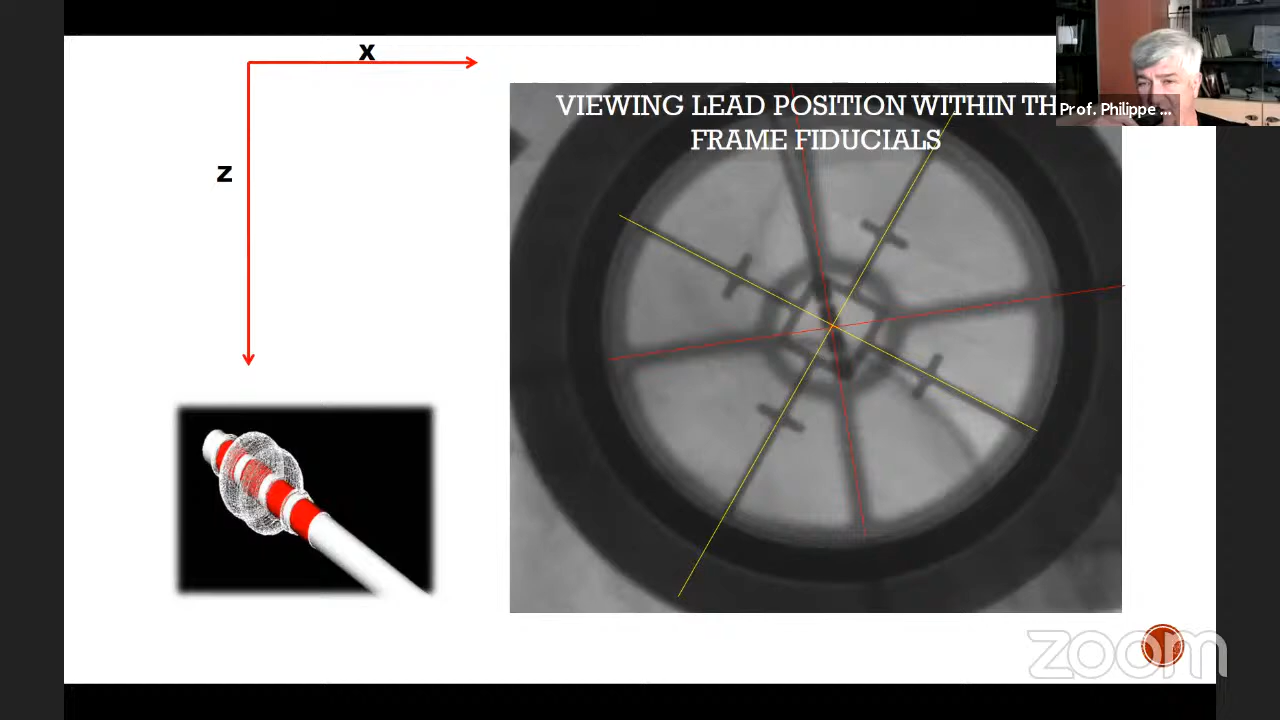 x
z
VIEWING LEAD POSITION WITHIN TH
FRAME FIDUCIALS
Prof. Philippe ...
zoom